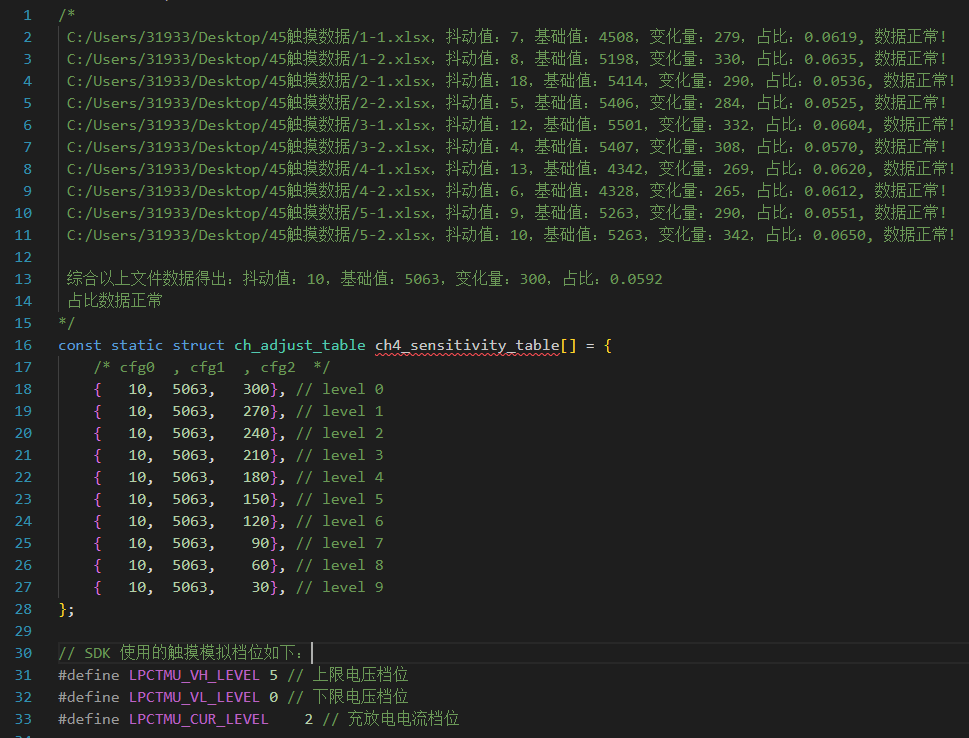 1 /*
2 C:/Users/31933/Desktop/45触摸数据/1-1.xlsx，抖动值：7，基础值：4508，变化量：279，占比：0.0619, 数据正常!
3 C:/Users/31933/Desktop/45触摸数据/1-2.xlsx，抖动值：8，基础值：5198，变化量：330，占比：0.0635, 数据正常!
4 C:/Users/31933/Desktop/45触摸数据/2-1.xlsx，抖动值：18，基础值：5414，变化量：290，占比：0.0536, 数据正常!
5 C:/Users/31933/Desktop/45触摸数据/2-2.xlsx，抖动值：5，基础值：5406，变化量：284，占比：0.0525, 数据正常!
6 C:/Users/31933/Desktop/45触摸数据/3-1.xlsx，抖动值：12，基础值：5501，变化量：332，占比：0.0604, 数据正常!
7 C:/Users/31933/Desktop/45触摸数据/3-2.xlsx，抖动值：4，基础值：5407，变化量：308，占比：0.0570, 数据正常!
8 C:/Users/31933/Desktop/45触摸数据/4-1.xlsx，抖动值：13，基础值：4342，变化量：269，占比：0.0620, 数据正常!
9 C:/Users/31933/Desktop/45触摸数据/4-2.xlsx，抖动值：6，基础值：4328，变化量：265，占比：0.0612, 数据正常!
10 C:/Users/31933/Desktop/45触摸数据/5-1.xlsx，抖动值：9，基础值：5263，变化量：290，占比：0.0551, 数据正常!
11 C:/Users/31933/Desktop/45触摸数据/5-2.xlsx，抖动值：10，基础值：5263，变化量：342，占比：0.0650, 数据正常!
12
13 综合以上文件数据得出：抖动值：10，基础值：5063，变化量：300，占比：0.0592
14 占比数据正常
15 */
16 const static struct ch_adjust_table ch4_sensitivity_table[] = {
17 /* cfg0 , cfg1 , cfg2 */
18 { 10, 5063, 300}, // level 0
19 { 10, 5063, 270}, // level 1
20 { 10, 5063, 240}, // level 2
21 { 10, 5063, 210}, // level 3
22 { 10, 5063, 180}, // level 4
23 { 10, 5063, 150}, // level 5
24 { 10, 5063, 120}, // level 6
25 { 10, 5063, 90}, // level 7
26 { 10, 5063, 60}, // level 8
27 { 10, 5063, 30}, // level 9
28 };
29
30 // SDK 使用的触摸模拟档位如下：
31 #define LPCTMU_VH_LEVEL 5 // 上限电压档位
32 #define LPCTMU_VL_LEVEL 0 // 下限电压档位
33 #define LPCTMU_CUR_LEVEL 2 // 充放电电流档位